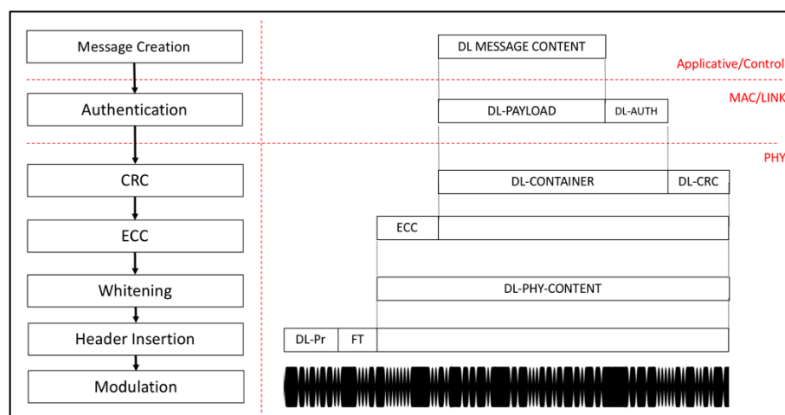 Message Creation
DL MESSAGE CONTENT
Applicative/Control
MAC/LINK
Authentication
DL-PAYLOAD
DL-AUTH
PHY
CRC
DL-CONTAINER
DL-CRC
ECC
ECC
Whitening
DL-PHY-CONTENT
Header Insertion
DL-Pr
FT
Modulation